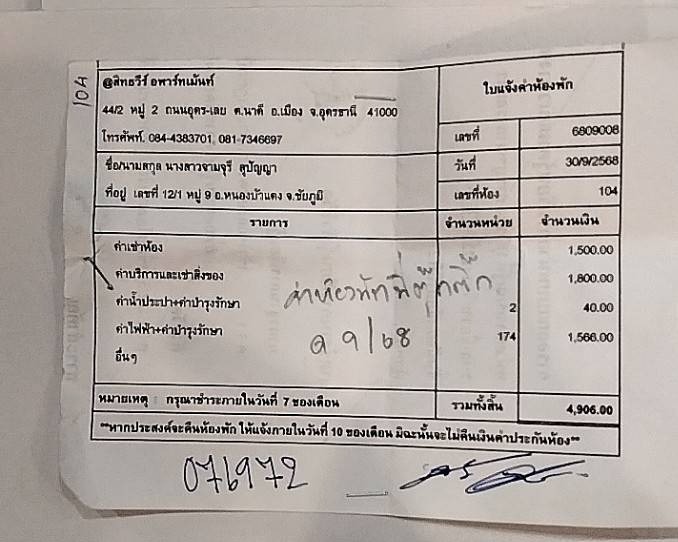 104
@สิทธวีร์ อพาร์ทเม้นท์
ใบแจ้งค่าห้องพัก
44/2 หมู่ 2 ถนนอุดร-เลย ต.นาดี อ.เมือง จ.อุดรธานี 41000
โทรศัพท์. 084-4383701, 081-7346697
เลขที่ 6809008
ชื่อ/นามสกุล นางสาวจามจุรี สุปัญญา
วันที่ 30/9/2568
ที่อยู่ เลขที่ 12/1 หมู่ 9 อ.หนองบัวแดง จ.ชัยภูมิ
เลขที่ห้อง 104
รายการ จำนวนหน่วย จำนวนเงิน
ค่าเช่าห้อง 1,500.00
ค่าบริการและเช่าสิ่งของ 1,800.00
ค่าน้ำประปา+ค่าบำรุงรักษา 2 40.00
ค่าไฟฟ้า+ค่าบำรุงรักษา 174 1,566.00
9/68
อื่นๆ
หมายเหตุ : กรุณาชำระภายในวันที่ 7 ของเดือน รวมทั้งสิ้น 4,906.00
**หากประสงค์จะคืนห้องพัก ให้แจ้งภายในวันที่ 10 ของเดือน มิฉะนั้นจะไม่คืนเงินค่าประกันห้อง**
076972